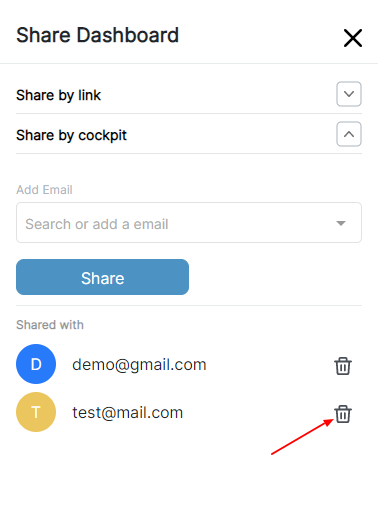 Share Dashboard
Share by link
Share by cockpit
Add Email
Search or add a email
Share
Shared with
D demo@gmail.com
T test@mail.com